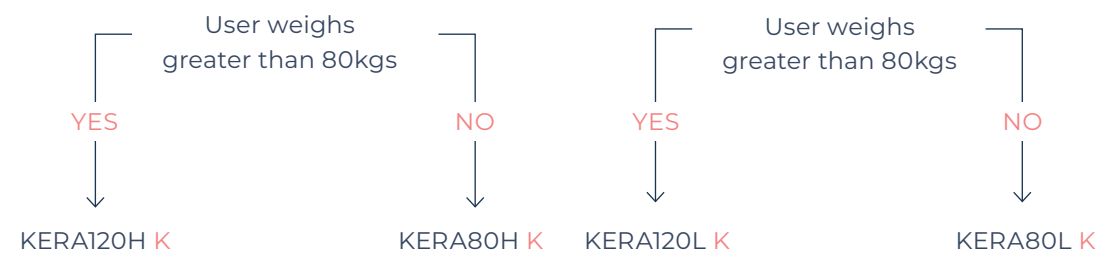 User weighs
greater than 80kgs
YES
NO
KERA120H K
KERA80H K
User weighs
greater than 80kgs
YES
NO
KERA120L K
KERA80L K